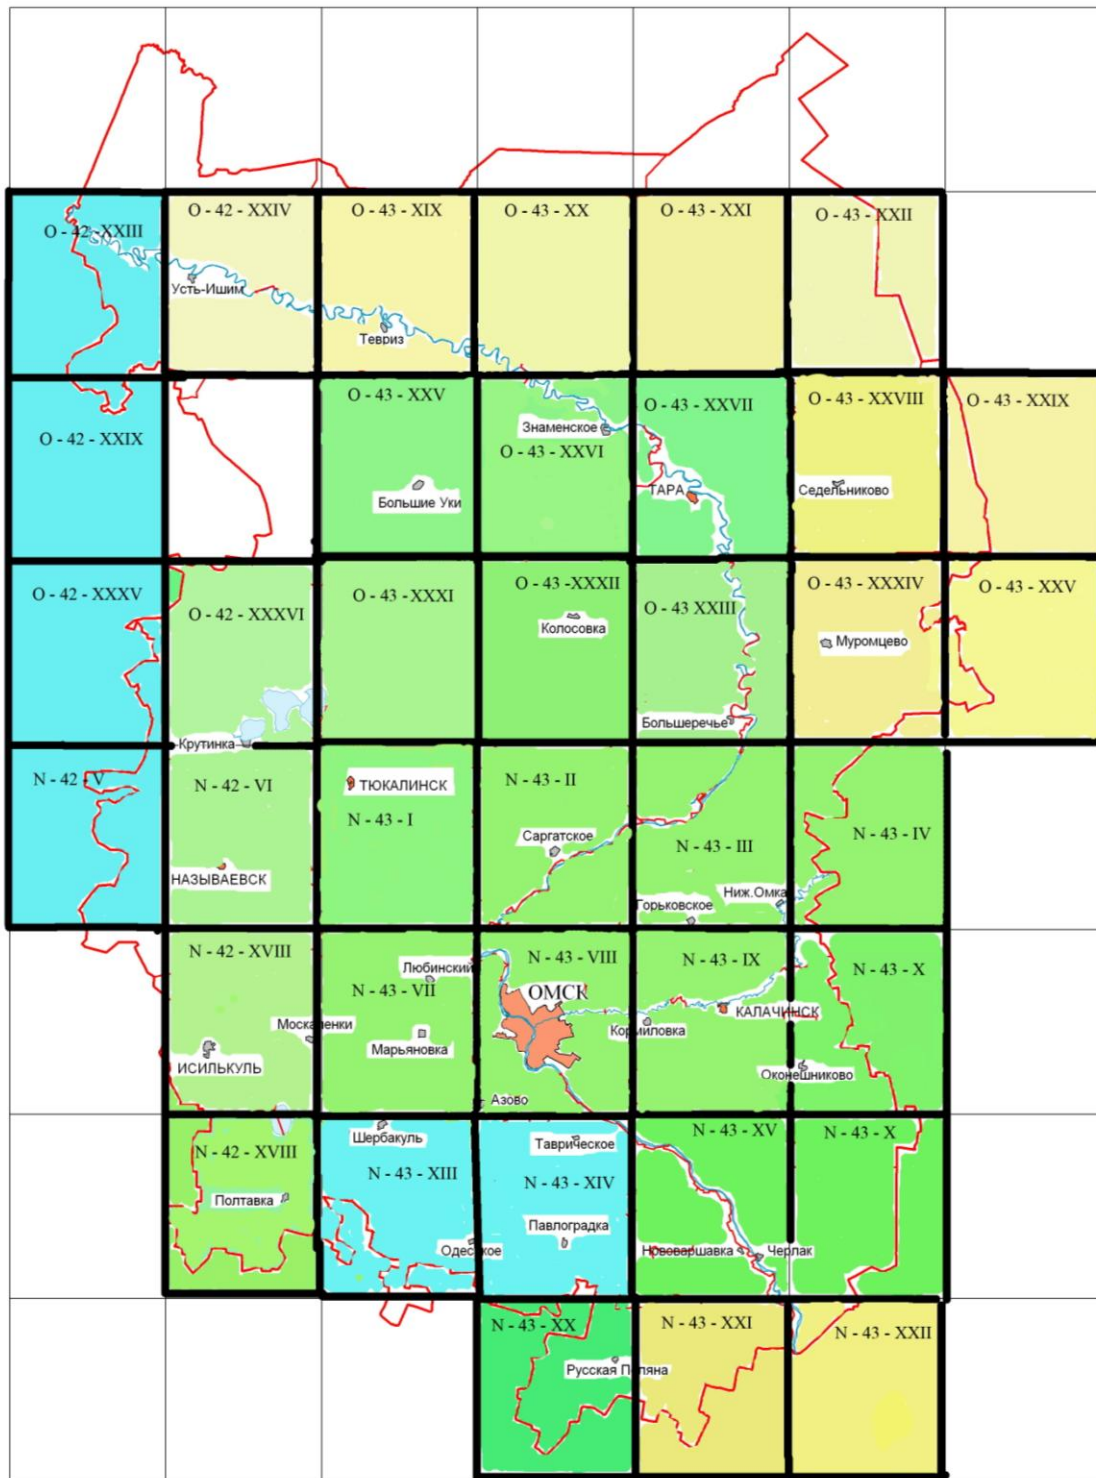 O - 42 - XXIII
O - 42 - XXIV
O - 43 - XIX
O - 43 - XX
O - 43 - XXI
O - 43 - XXII
Усть-Ишим
Тевриз
O - 42 - XXIX
O - 43 - XXV
O - 43 - XXVI
O - 43 - XXVII
O - 43 - XXVIII
O - 43 - XXIX
Знаменское
Большие Уки
ТАРА
Седельниково
O - 42 - XXXV
O - 42 - XXXVI
O - 43 - XXXI
O - 43 -XXXII
O - 43 XXIII
O - 43 - XXXIV
O - 43 - XXV
Колосовка
Муромцево
Большеречье
Крутинка
N - 42 - V
N - 42 - VI
N - 43 - I
N - 43 - II
N - 43 - III
N - 43 - IV
ТЮКАЛИНСК
Саргатское
НАЗЫВАЕВСК
Горьковское
Ниж.Омка
N - 42 - XVIII
N - 43 - VII
N - 43 - VIII
N - 43 - IX
N - 43 - X
Любинский
ОМСК
КАЛАЧИНСК
Москаленки
Марьяновка
Кормиловка
ИСИЛЬКУЛЬ
Оконешниково
Азово
N - 42 - XVIII
N - 43 - XIII
N - 43 - XIV
N - 43 - XV
N - 43 - X
Шербакуль
Таврическое
Полтавка
Павлоградка
Одесское
Нововаршавка
Черлак
N - 43 - XX
N - 43 - XXI
N - 43 - XXII
Русская Поляна